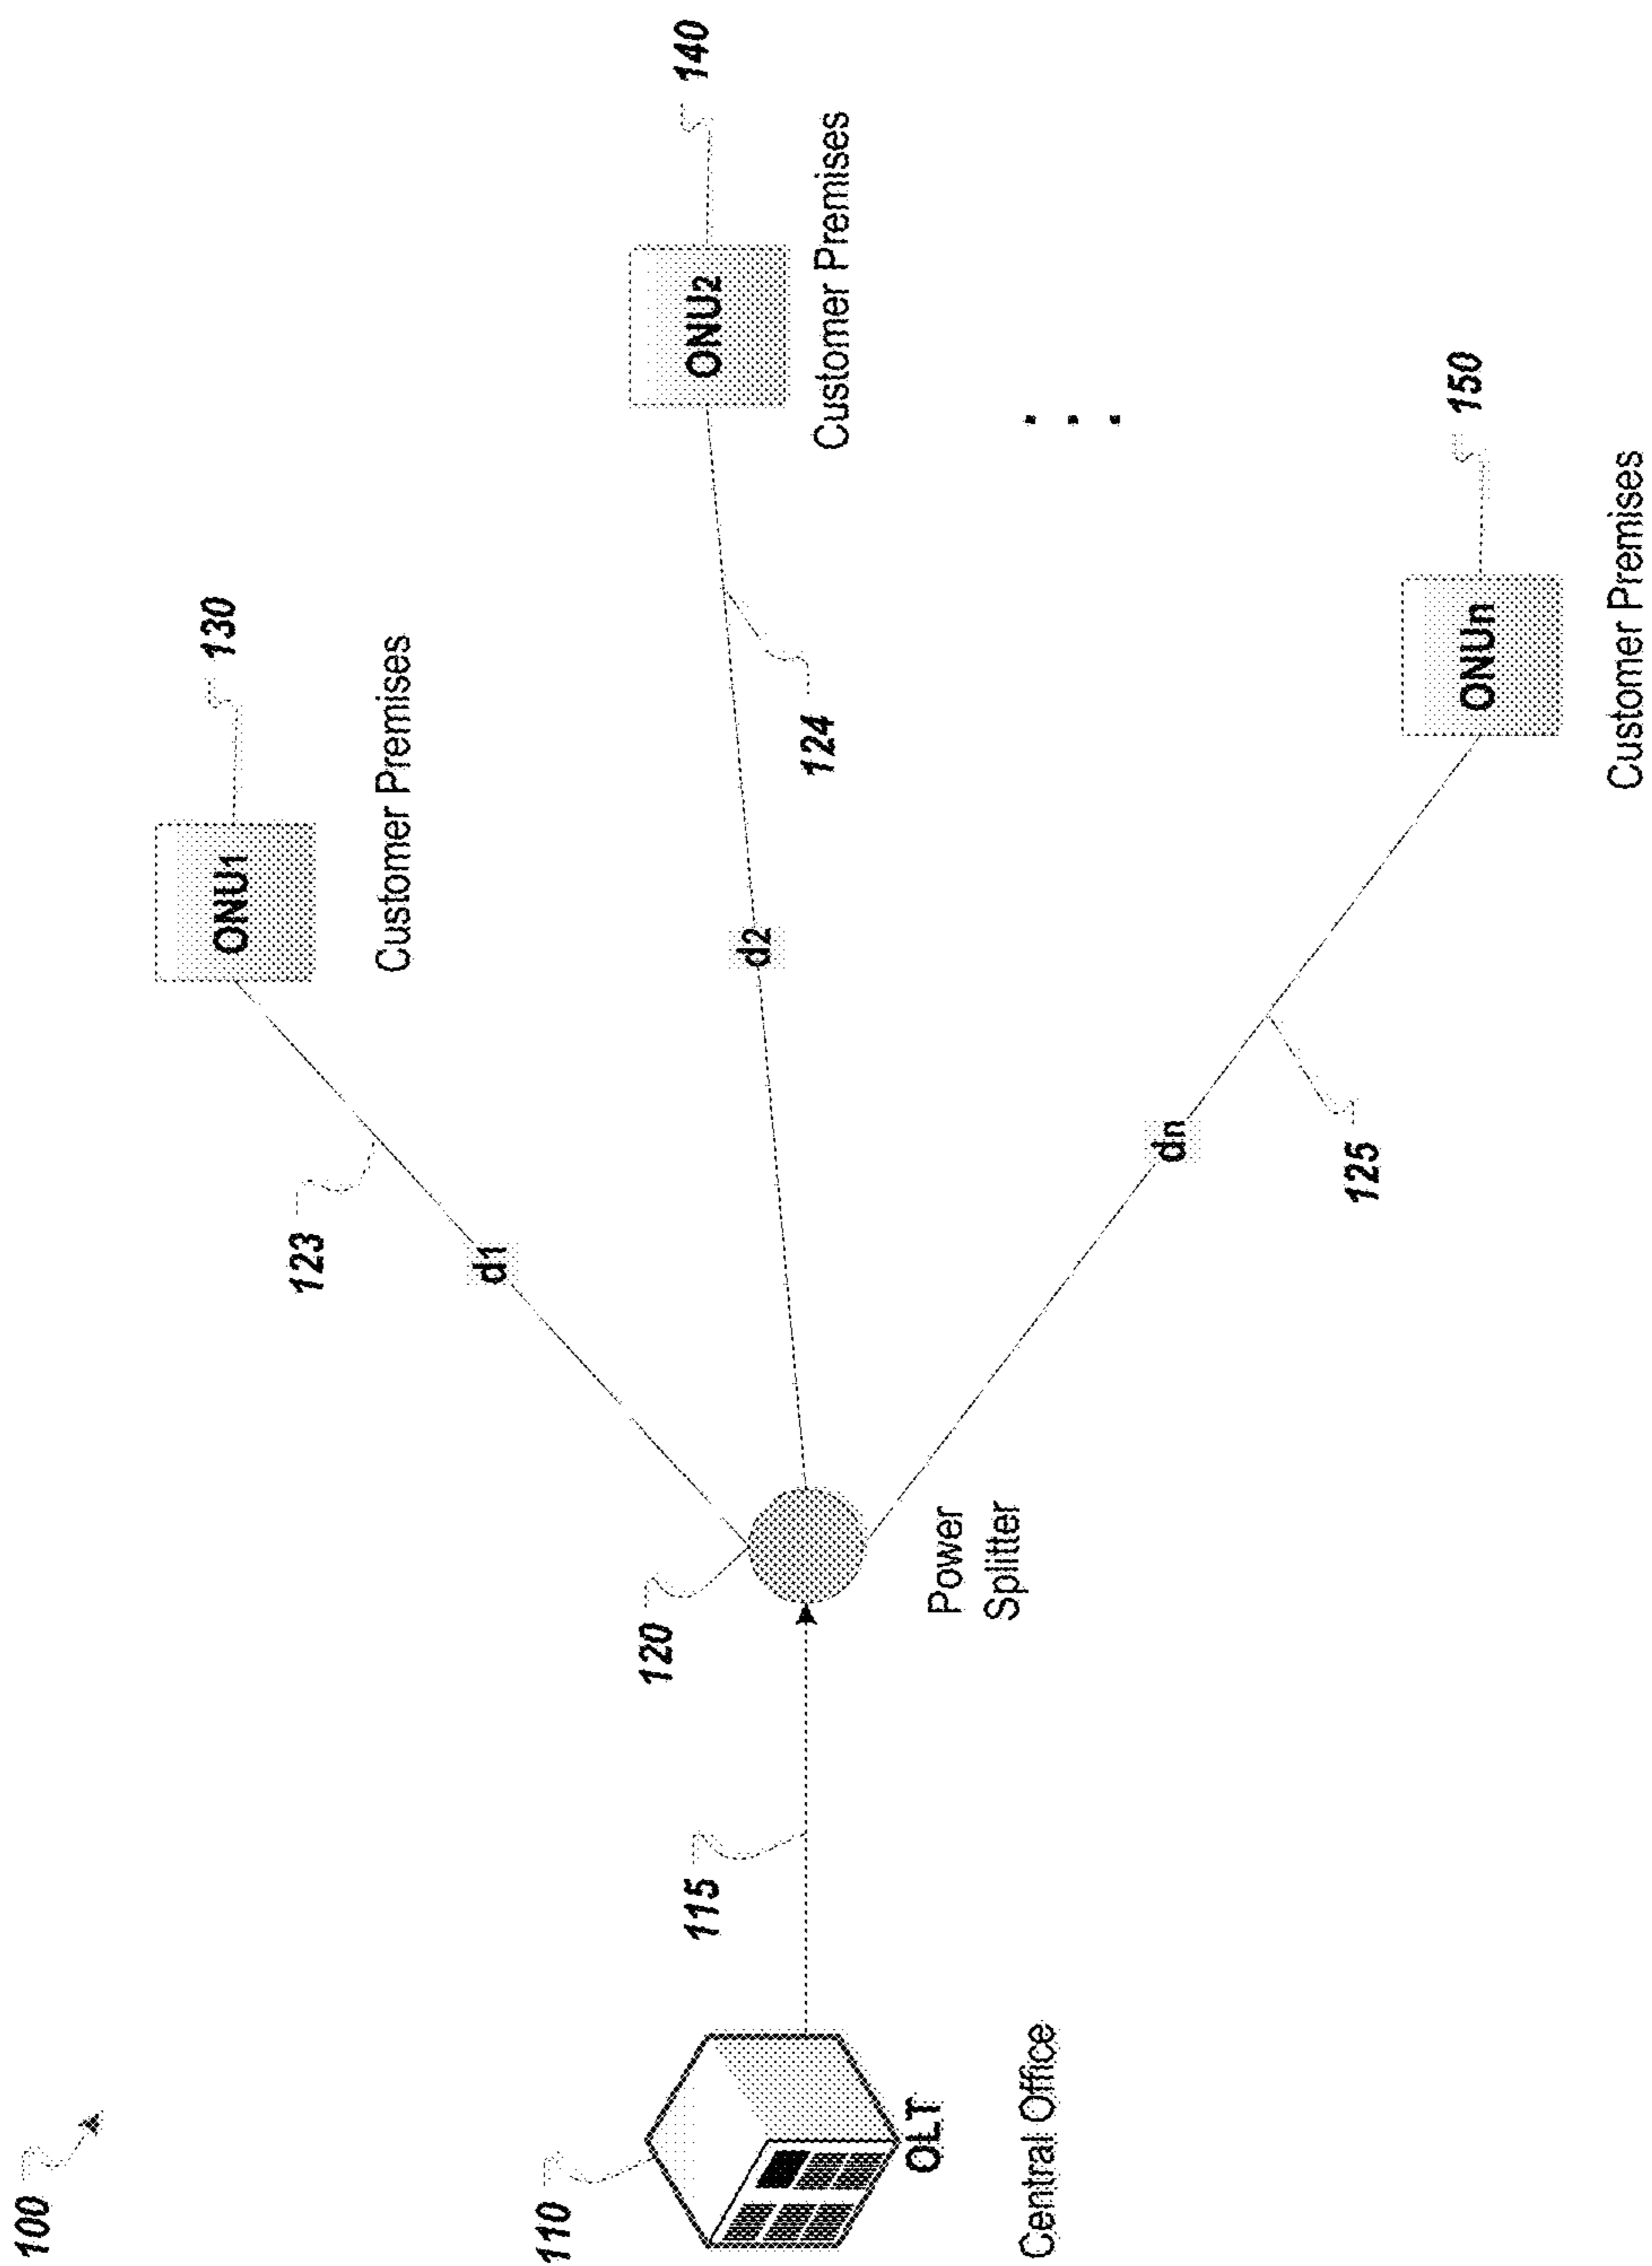 100
110
OLT
Central Office
115
120
Power
Splitter
123
d1
ONU1
130
Customer Premises
d2
124
ONU2
140
Customer Premises
dn
125
ONUn
150
Customer Premises